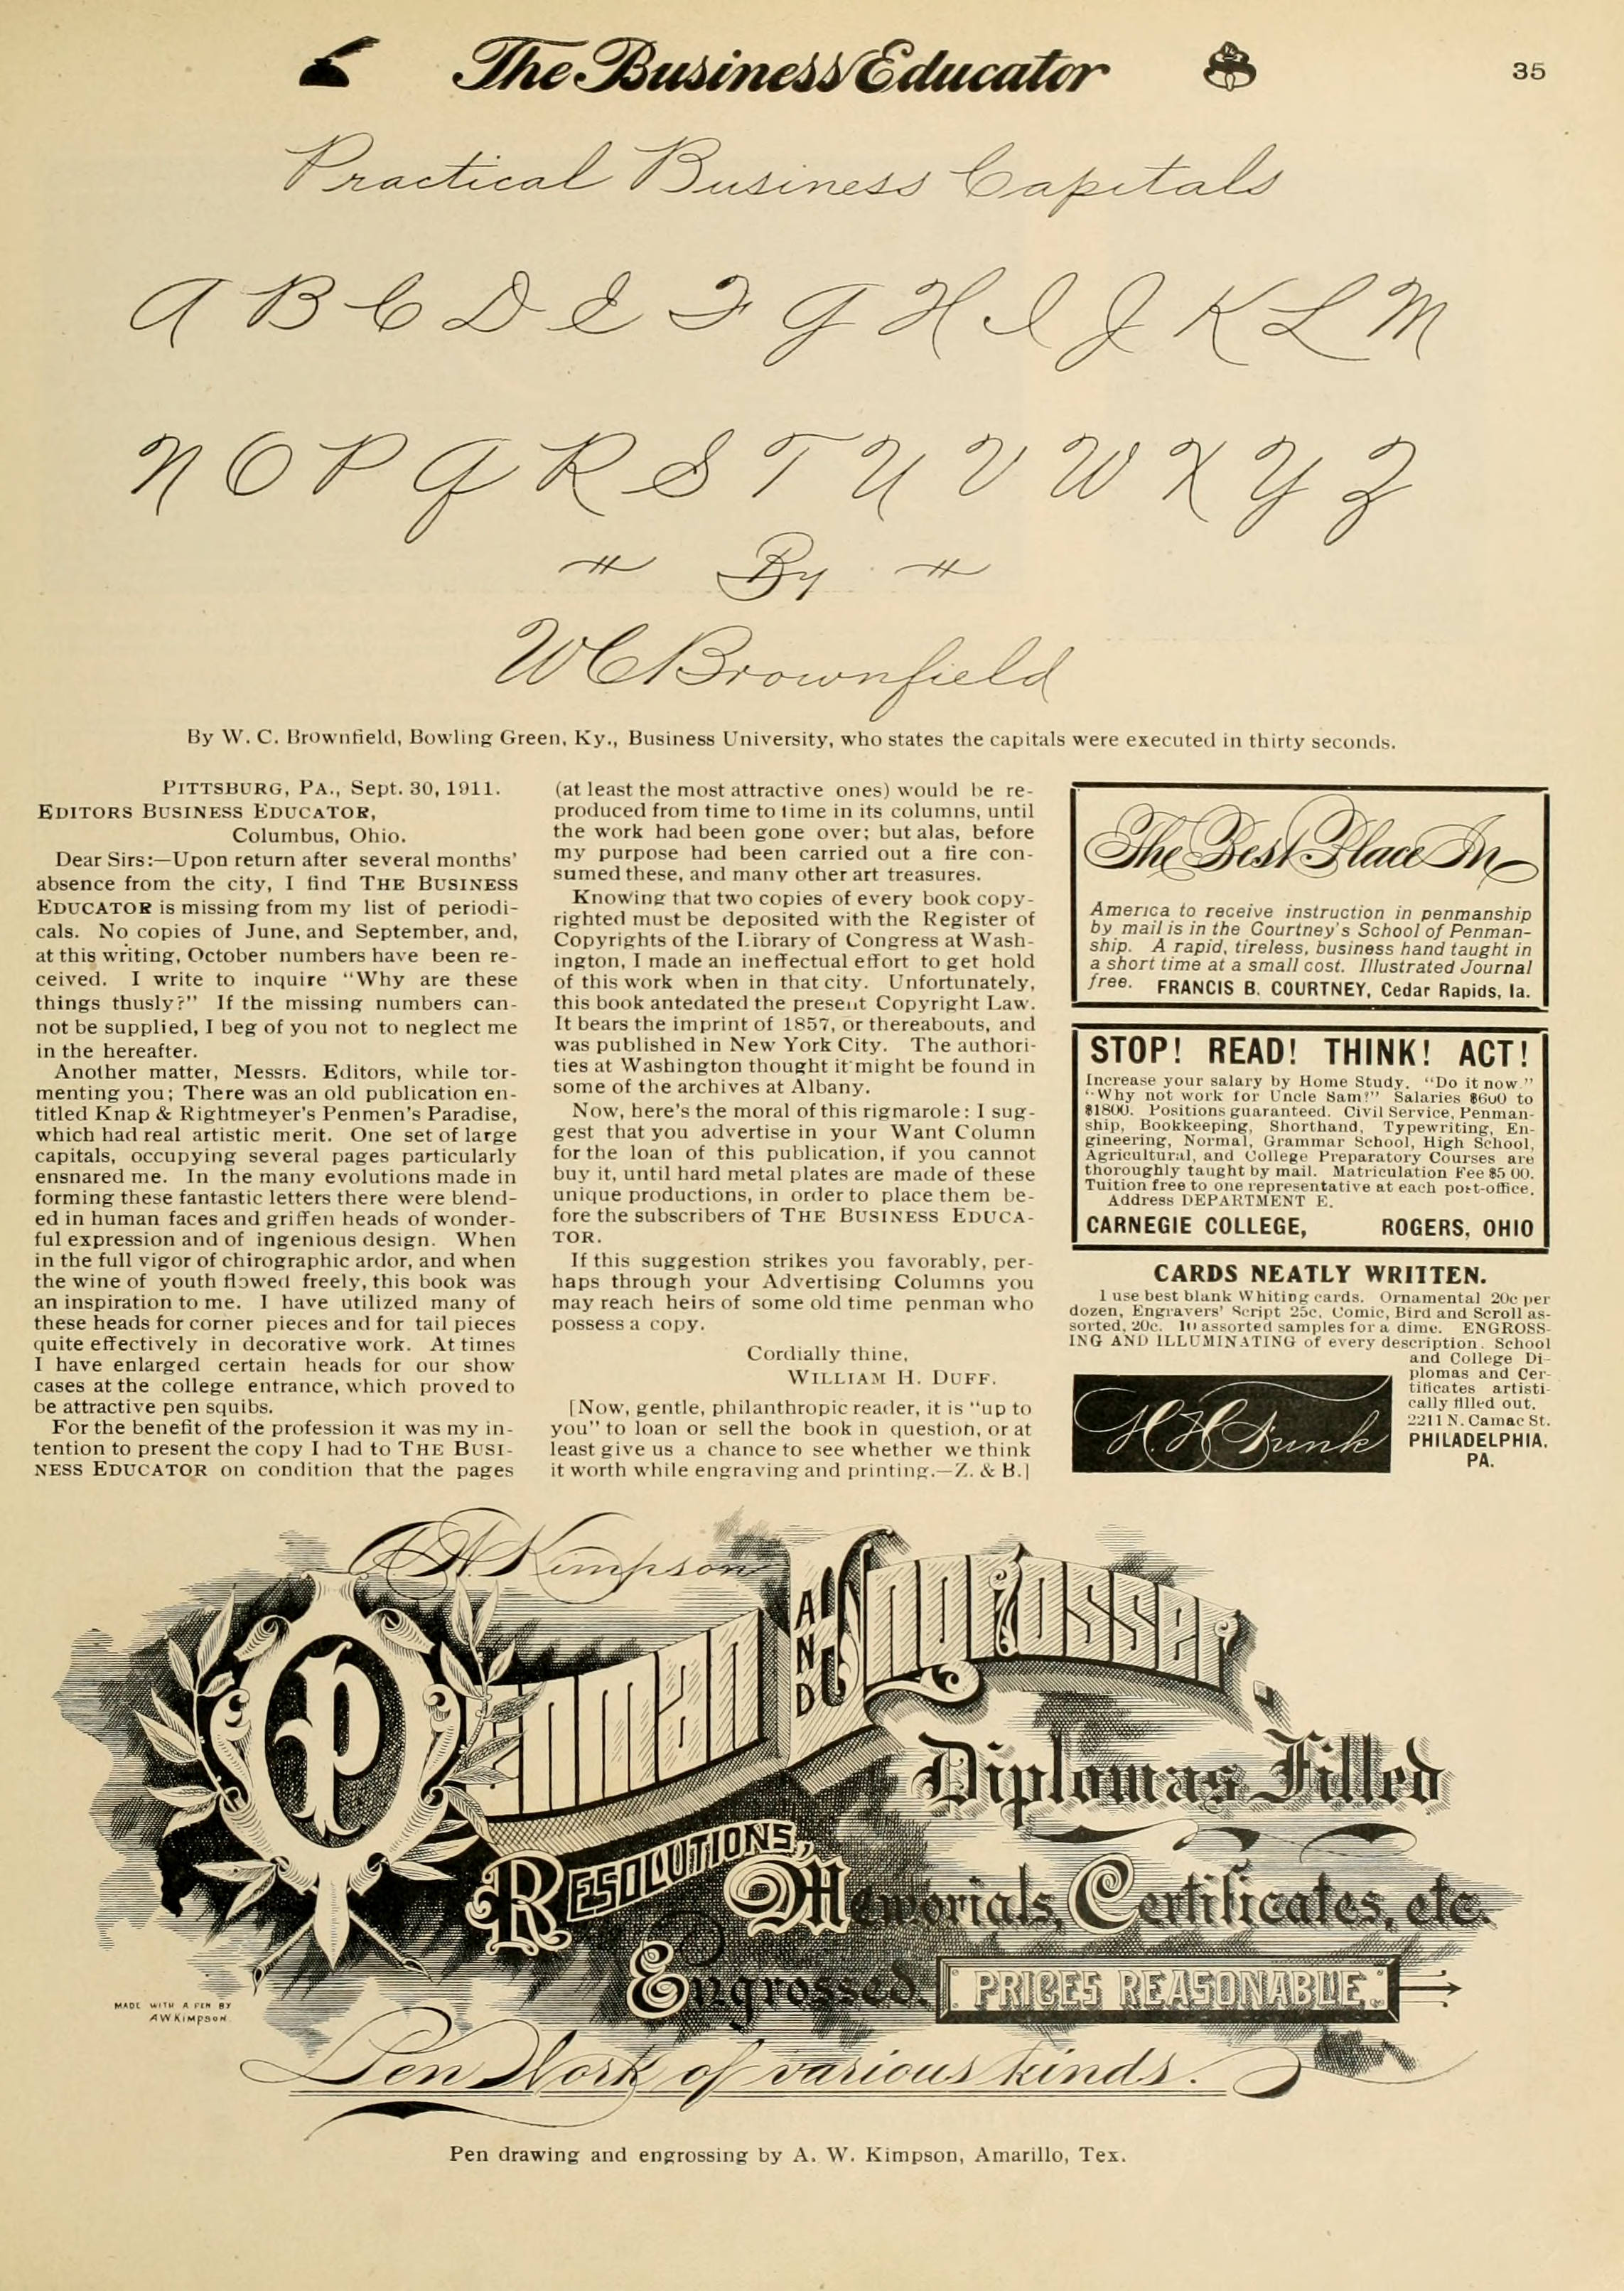 The Business Educator
35
Practical Business Capitals
A B C D E F G H I J K L M
N O P Q R S T U V W X Y Z
By
W C Brownfield
By W. C. Brownfield, Bowling Green, Ky., Business University, who states the capitals were executed in thirty seconds.
PITTSBURG, PA., Sept. 30, 1911.
EDITORS BUSINESS EDUCATOR,
Columbus, Ohio.
Dear Sirs:—Upon return after several months'
absence from the city, I find THE BUSINESS
EDUCATOR is missing from my list of periodi-
cals. No copies of June, and September, and,
at this writing, October numbers have been re-
ceived. I write to inquire "Why are these
things thusly?" If the missing numbers can-
not be supplied, I beg of you not to neglect me
in the hereafter.
Another matter, Messrs. Editors, while tor-
menting you; There was an old publication en-
titled Knap & Rightmeyer's Penmen's Paradise,
which had real artistic merit. One set of large
capitals, occupying several pages particularly
ensnared me. In the many evolutions made in
forming these fantastic letters there were blend-
ed in human faces and griffen heads of wonder-
ful expression and of ingenious design. When
in the full vigor of chirographic ardor, and when
the wine of youth flowed freely, this book was
an inspiration to me. I have utilized many of
these heads for corner pieces and for tail pieces
quite effectively in decorative work. At times
I have enlarged certain heads for our show
cases at the college entrance, which proved to
be attractive pen squibs.
For the benefit of the profession it was my in-
tention to present the copy I had to THE BUSI-
NESS EDUCATOR on condition that the pages
(at least the most attractive ones) would be re-
produced from time to time in its columns, until
the work had been gone over; but alas, before
my purpose had been carried out a fire con-
sumed these, and many other art treasures.
Knowing that two copies of every book copy-
righted must be deposited with the Register of
Copyrights of the Library of Congress at Wash-
ington, I made an ineffectual effort to get hold
of this work when in that city. Unfortunately,
this book antedated the present Copyright Law.
It bears the imprint of 1857, or thereabouts, and
was published in New York City. The authori-
ties at Washington thought it might be found in
some of the archives at Albany.
Now, here's the moral of this rigmarole: I sug-
gest that you advertise in your Want Column
for the loan of this publication, if you cannot
buy it, until hard metal plates are made of these
unique productions, in order to place them be-
fore the subscribers of THE BUSINESS EDUCA-
TOR.
If this suggestion strikes you favorably, per-
haps through your Advertising Columns you
may reach heirs of some old time penman who
possess a copy.
Cordially thine,
WILLIAM H. DUFF.
[Now, gentle, philanthropic reader, it is "up to
you" to loan or sell the book in question, or at
least give us a chance to see whether we think
it worth while engraving and printing.—Z. & B.]
The Best Place In
America to receive instruction in penmanship
by mail is in the Courtney's School of Penman-
ship. A rapid, tireless, business hand taught in
a short time at a small cost. Illustrated Journal
free. FRANCIS B. COURTNEY, Cedar Rapids, Ia.
STOP! READ! THINK! ACT!
Increase your salary by Home Study. "Do it now."
"Why not work for Uncle Sam?" Salaries $600 to
$1800. Positions guaranteed. Civil Service, Penman-
ship, Bookkeeping, Shorthand, Typewriting, En-
gineering, Normal, Grammar School, High School,
Agricultural, and College Preparatory Courses are
thoroughly taught by mail. Matriculation Fee $5.00.
Tuition free to one representative at each post-office.
Address DEPARTMENT E.
CARNEGIE COLLEGE, ROGERS, OHIO
CARDS NEATLY WRITTEN.
I use best blank Whiting cards. Ornamental 20c per
dozen, Engravers' Script 25c, Comic, Bird and Scroll as-
sorted, 20c. 10 assorted samples for a dime. ENGROSS-
ING AND ILLUMINATING of every description. School
and College Di-
plomas and Cer-
tificates artisti-
cally filled out.
2211 N. Camac St.
PHILADELPHIA,
PA.
H. H. Funk
A. W. Kimpson
Penman AND Engrosser
Diplomas Filled
RESOLUTIONS,
Memorials, Certificates, etc.
Engrossed. PRICES REASONABLE.
MADE WITH A PEN BY
A W KIMPSON.
Pen Work of various kinds.
Pen drawing and engrossing by A. W. Kimpson, Amarillo, Tex.